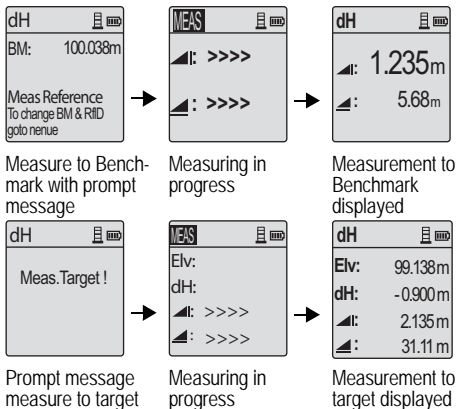 dH
BM: 100.038m
Meas Reference
To change BM & RflD
goto nenue
MEAS
: >>>>
: >>>>
dH
: 1.235m
: 5.68m
Measure to Bench-
mark with prompt
message
Measuring in
progress
Measurement to
Benchmark
displayed
dH
Meas.Target !
MEAS
Elv:
dH:
: >>>>
: >>>>
dH
Elv: 99.138m
dH: -0.900m
: 2.135m
: 31.11m
Prompt message
measure to target
Measuring in
progress
Measurement to
target displayed